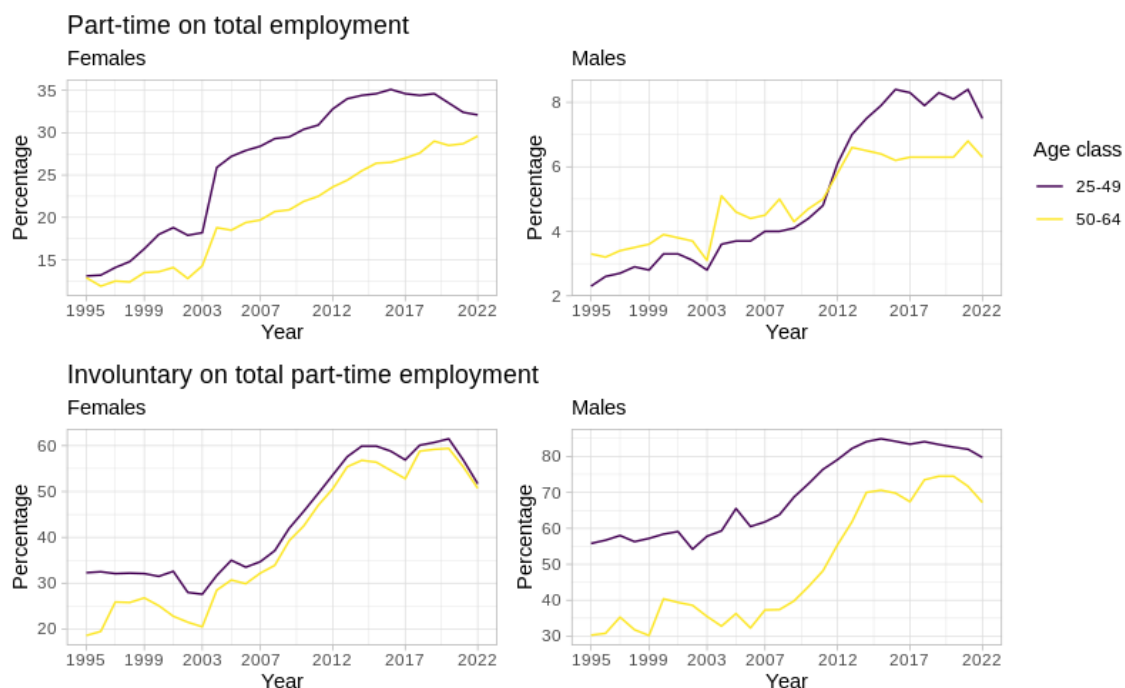 Part-time on total employment
Females
Males
Percentage
35
30
25
20
15
1995 1999 2003 2007 2012 2017 2022
Year
Percentage
8
6
4
2
1995 1999 2003 2007 2012 2017 2022
Year
Age class
25-49
50-64
Involuntary on total part-time employment
Females
Males
Percentage
60
50
40
30
20
1995 1999 2003 2007 2012 2017 2022
Year
Percentage
80
70
60
50
40
30
1995 1999 2003 2007 2012 2017 2022
Year